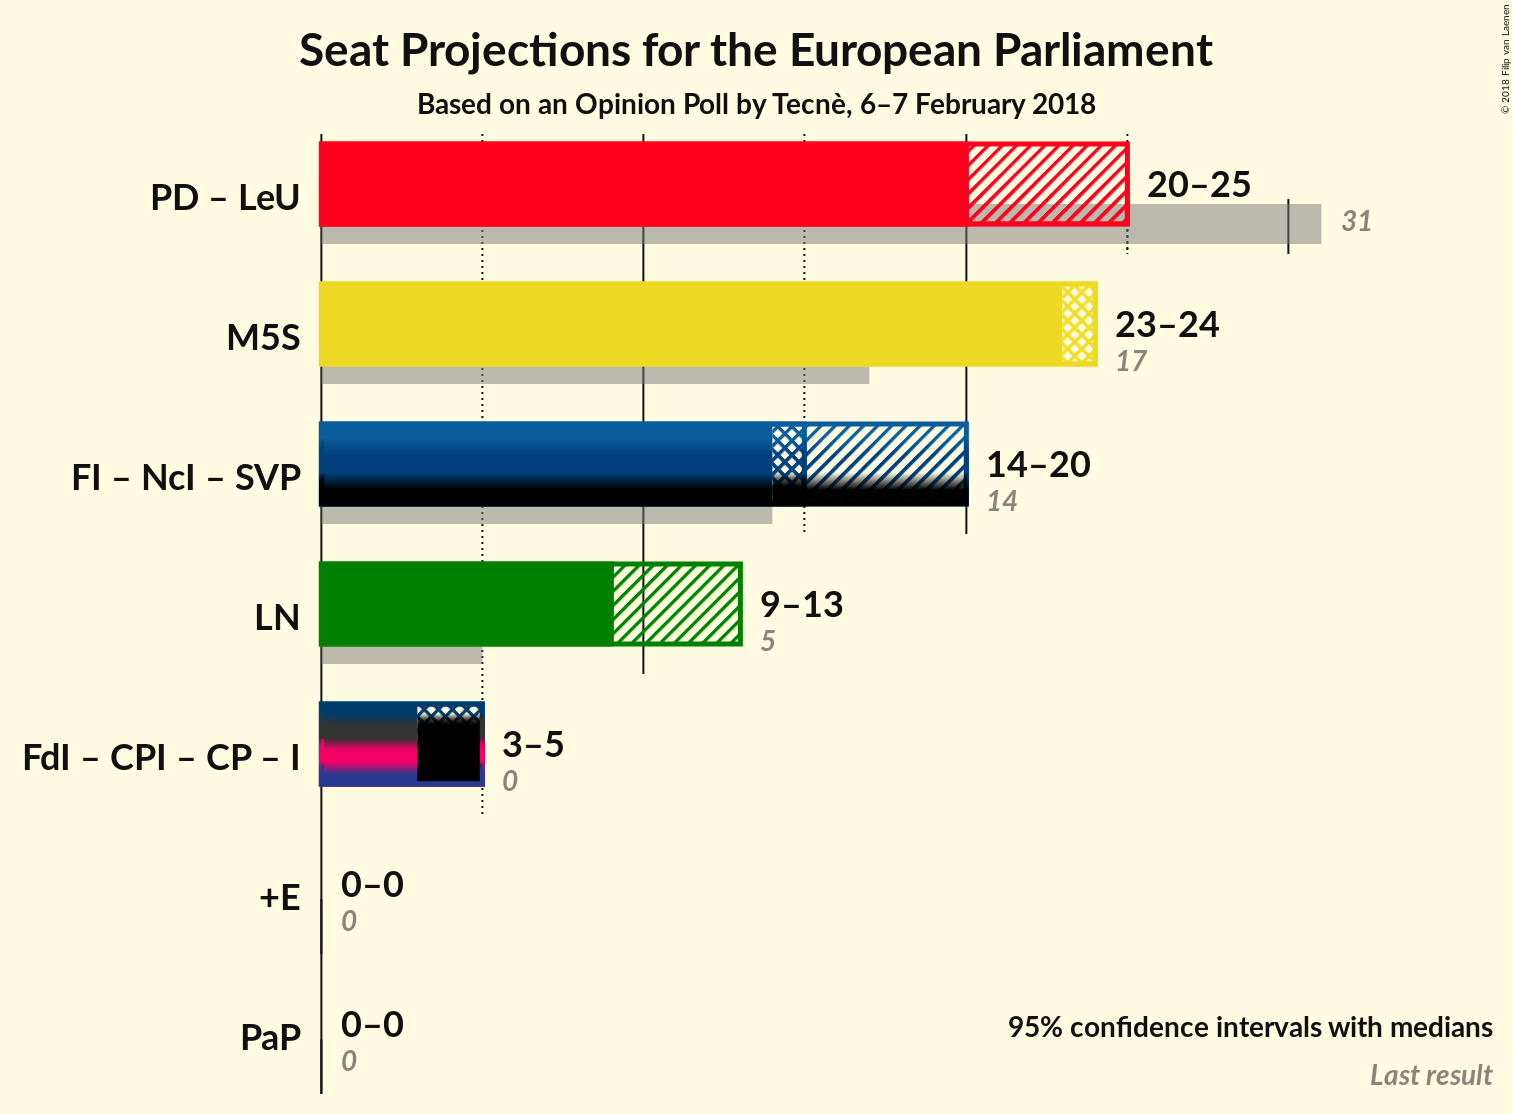 Seat Projections for the European Parliament
Based on an Opinion Poll by Tecnè, 6–7 February 2018
© 2018 Filip van Laenen
PD – LeU
20–25
31
M5S
23–24
17
FI – NcI – SVP
14–20
14
LN
9–13
5
FdI – CPI – CP – I
3–5
0
+E
0–0
0
PaP
0–0
0
95% confidence intervals with medians
Last result